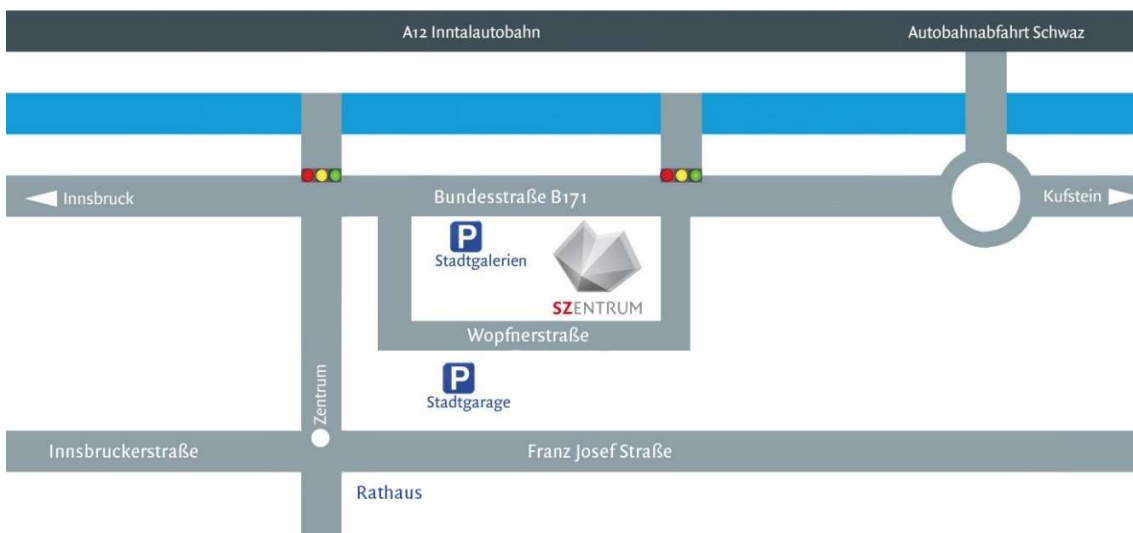 A12 Inntalautobahn
Autobahnabfahrt Schwaz
Innsbruck
Bundesstraße B171
Kufstein
P
Stadtgalerien
SZENTRUM
Wopfnerstraße
P
Stadtgarage
Zentrum
Innsbruckerstraße
Franz Josef Straße
Rathaus